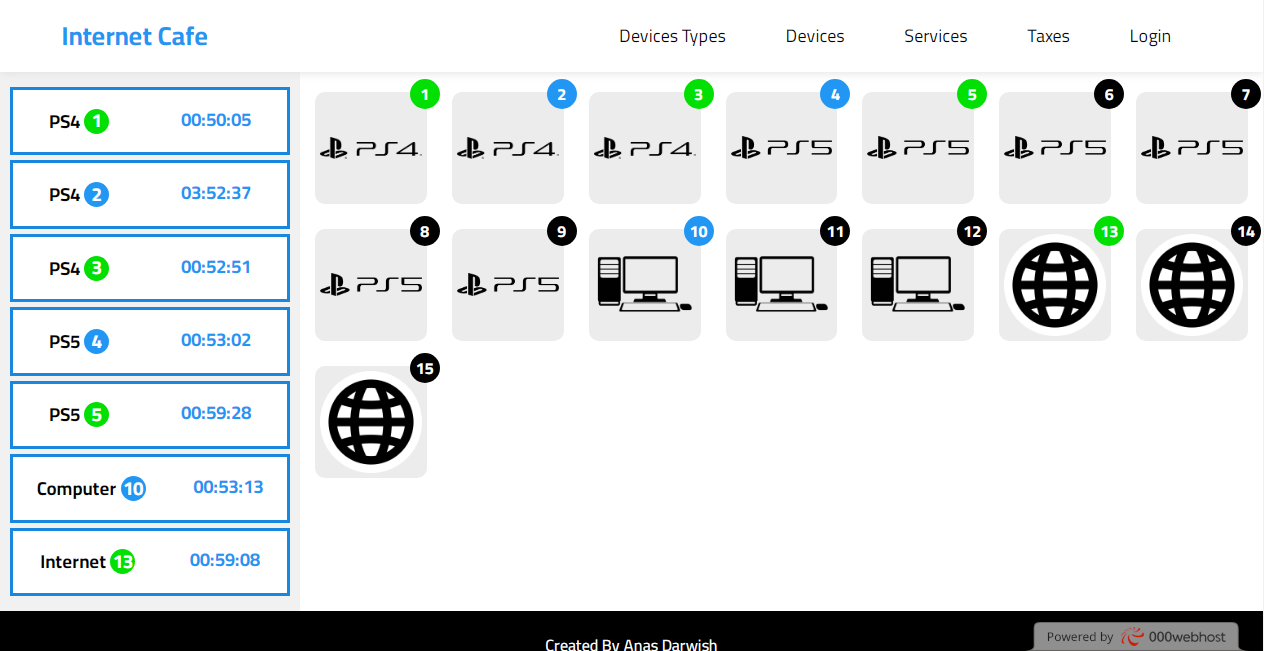 Internet Cafe Devices Types Devices Services Taxes Login
PS4 1 00:50:05
PS4 2 03:52:37
PS4 3 00:52:51
PS5 4 00:53:02
PS5 5 00:59:28
Computer 10 00:53:13
Internet 13 00:59:08
1 2 3 4 5 6 7
PS4 PS4 PS4 PS5 PS5 PS5 PS5
8 9 10 11 12 13 14
PS5 PS5
15
Created By Anas Darwish
Powered by 000webhost